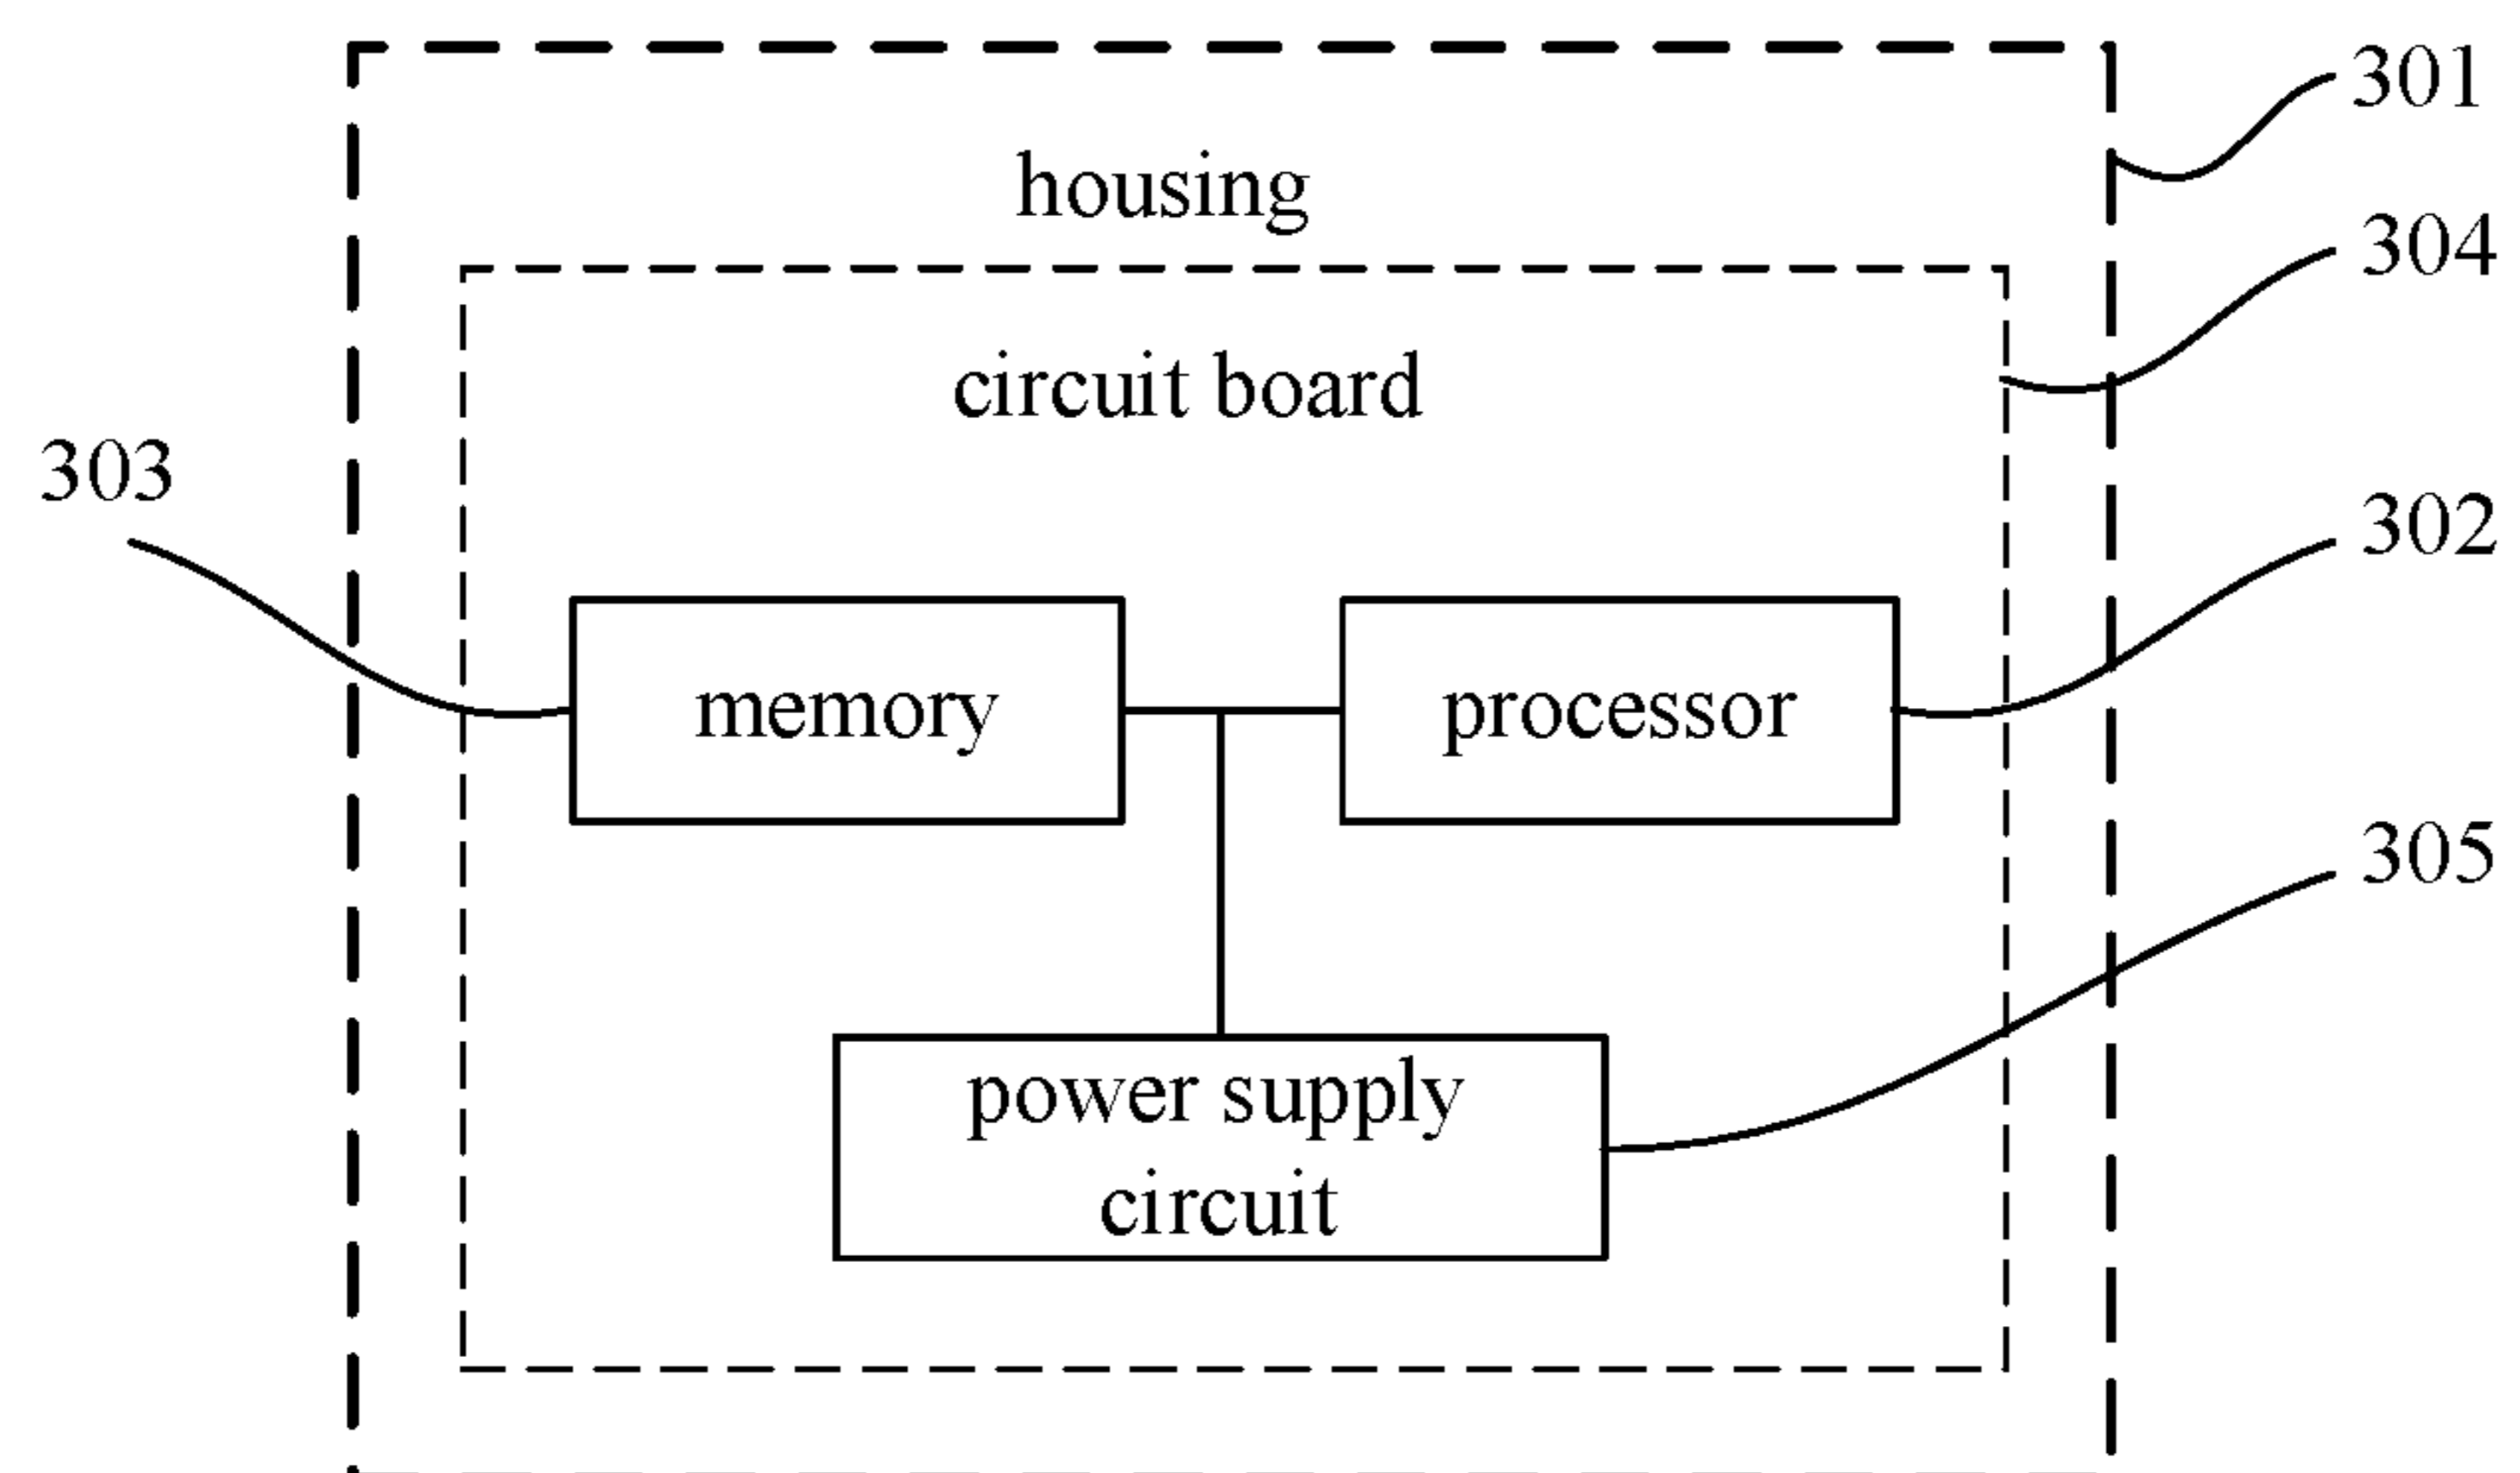 301
housing
304
circuit board
303
302
memory
processor
305
power supply
circuit